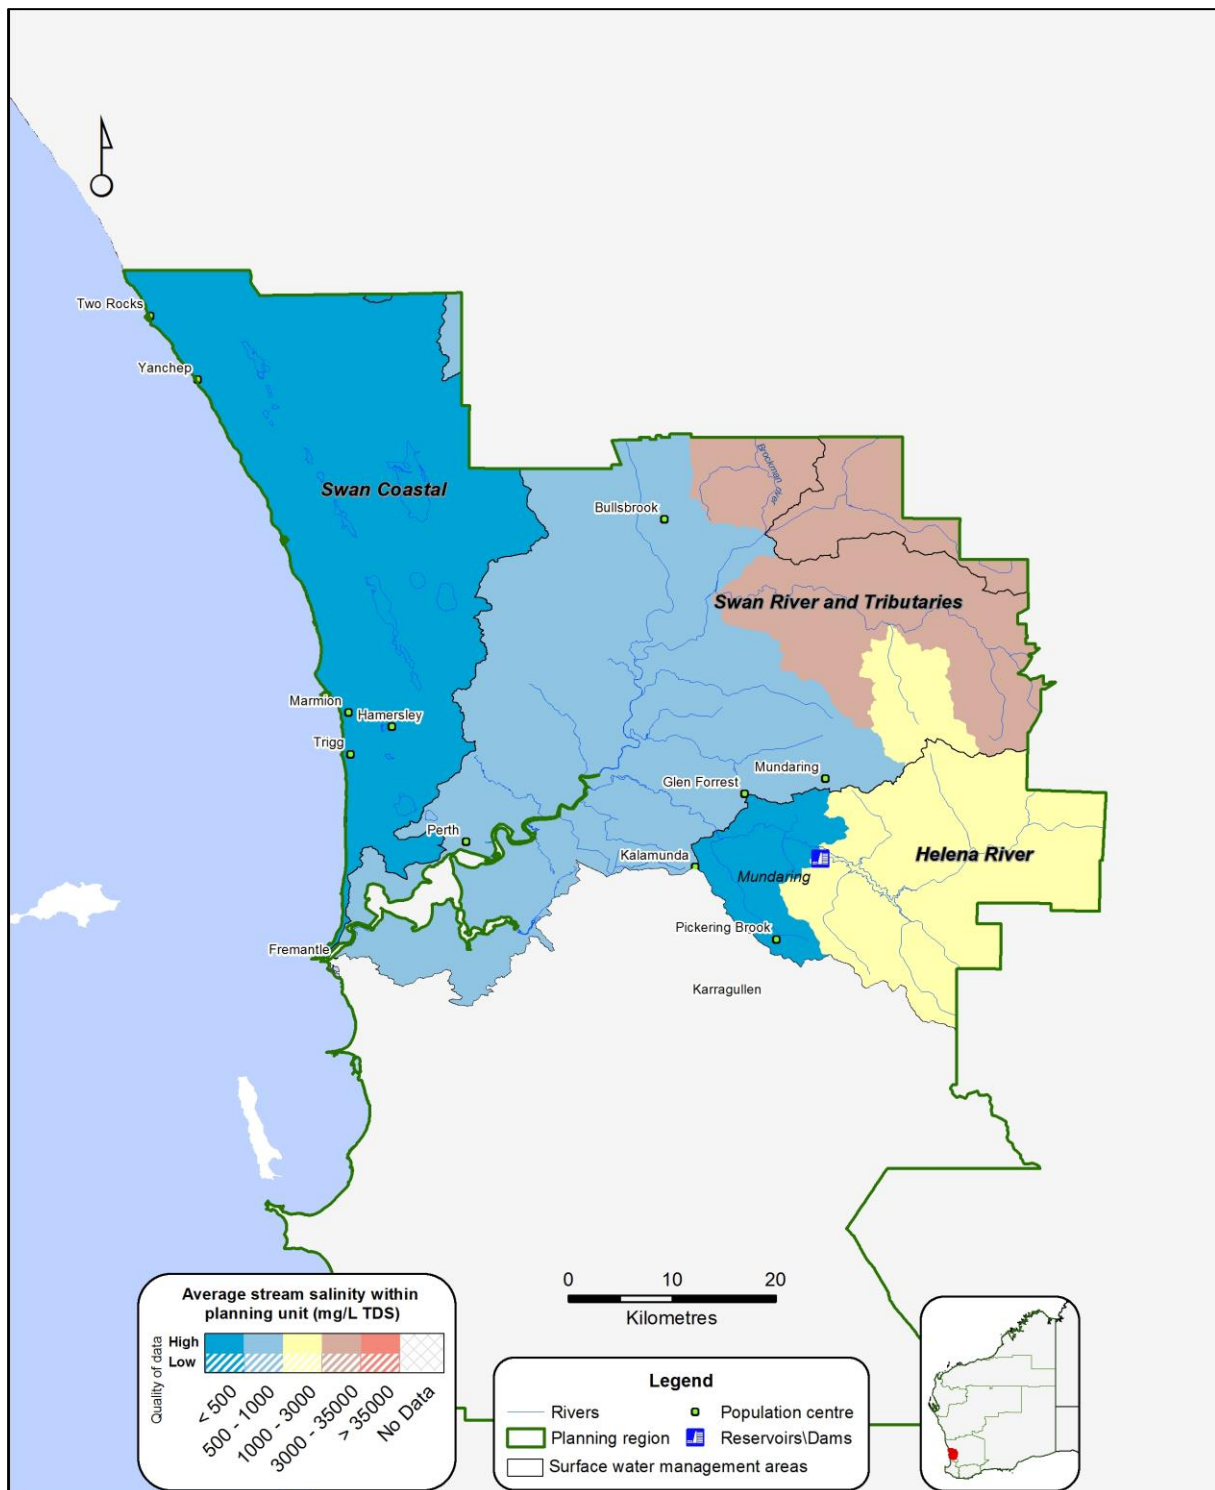 Two Rocks
Yanchep
Swan Coastal
Bullsbrook
Brockman river
Swan River and Tributaries
Marmion
Hamersley
Trigg
Mundaring
Glen Forrest
Perth
Kalamunda
Helena River
Mundaring
Pickering Brook
Fremantle
Karragullen
0 10 20
Kilometres
Average stream salinity within
planning unit (mg/L TDS)
Quality of data
High
Low
< 500
500 - 1000
1000 - 3000
3000 - 35000
> 35000
No Data
Legend
Rivers
Population centre
Planning region
Reservoirs\Dams
Surface water management areas